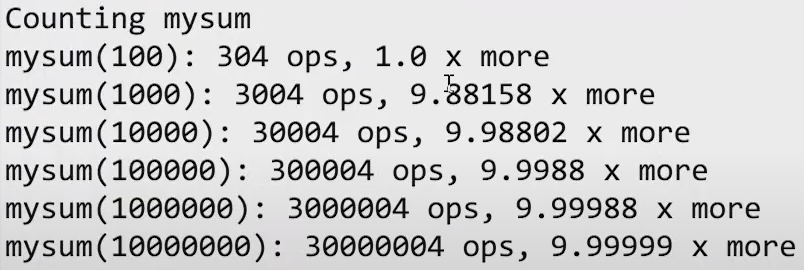 Counting mysum
mysum(100): 304 ops, 1.0 x more
mysum(1000): 3004 ops, 9.88158 x more
mysum(10000): 30004 ops, 9.98802 x more
mysum(100000): 300004 ops, 9.9988 x more
mysum(1000000): 3000004 ops, 9.99988 x more
mysum(10000000): 30000004 ops, 9.99999 x more